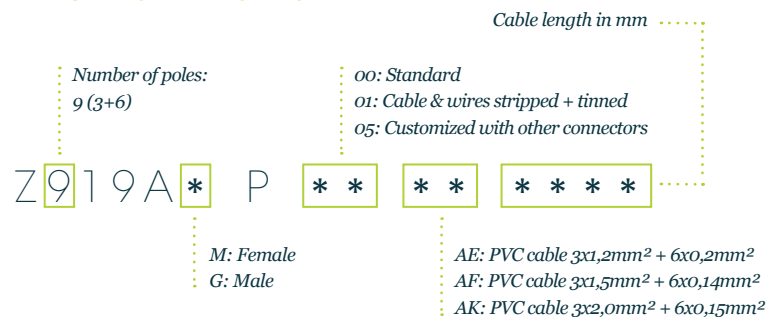 Cable length in mm
Number of poles:
9 (3+6)
00: Standard
01: Cable & wires stripped + tinned
05: Customized with other connectors
Z919A* P ** ** ****
M: Female
G: Male
AE: PVC cable 3x1,2mm² + 6x0,2mm²
AF: PVC cable 3x1,5mm² + 6x0,14mm²
AK: PVC cable 3x2,0mm² + 6x0,15mm²